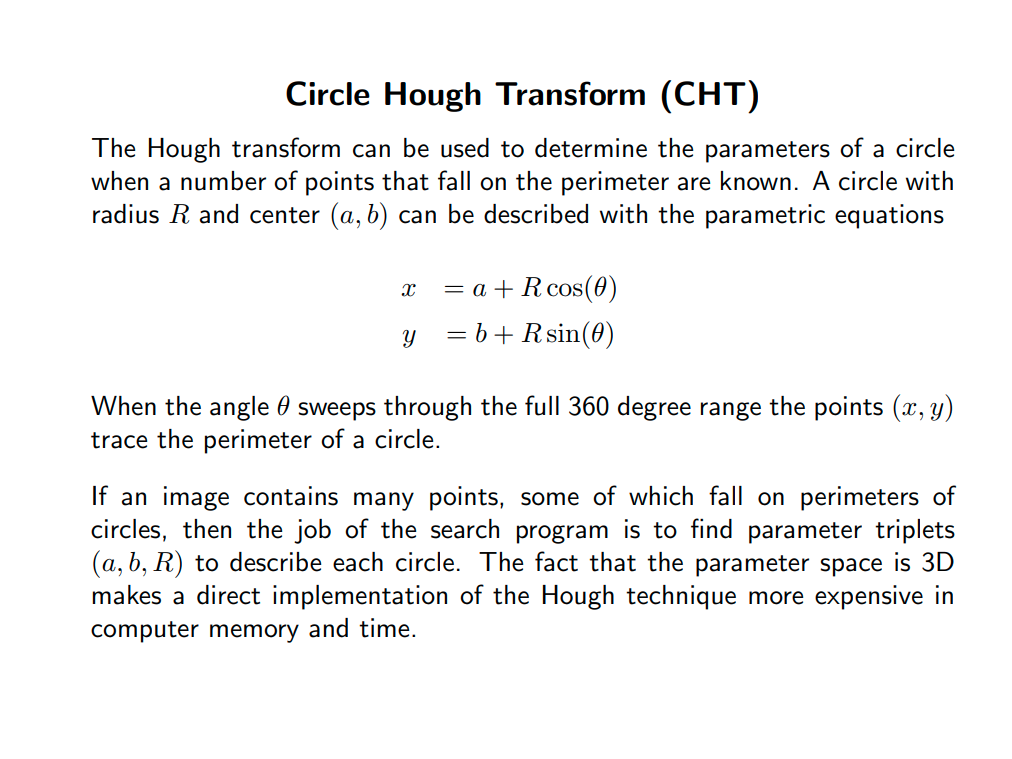 Circle Hough Transform (CHT)
The Hough transform can be used to determine the parameters of a circle
when a number of points that fall on the perimeter are known. A circle with
radius R and center (a, b) can be described with the parametric equations
x = a + R cos(θ)
y = b + R sin(θ)
When the angle θ sweeps through the full 360 degree range the points (x, y)
trace the perimeter of a circle.
If an image contains many points, some of which fall on perimeters of
circles, then the job of the search program is to find parameter triplets
(a, b, R) to describe each circle. The fact that the parameter space is 3D
makes a direct implementation of the Hough technique more expensive in
computer memory and time.